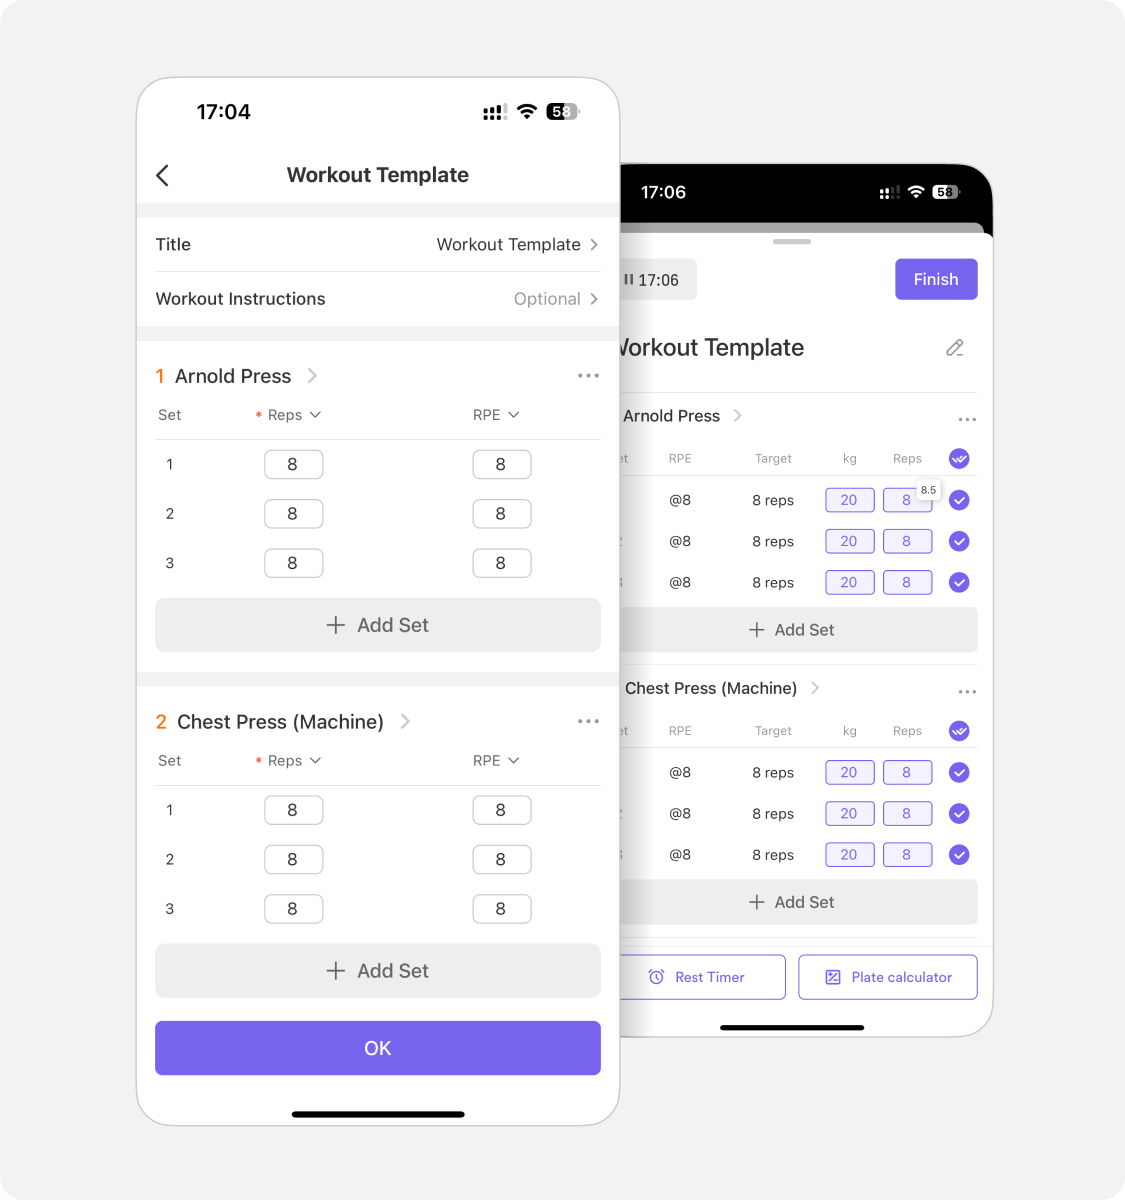 17:04
58
Workout Template
Title Workout Template
Workout Instructions Optional
1 Arnold Press
Set * Reps RPE
1 8 8
2 8 8
3 8 8
+ Add Set
2 Chest Press (Machine)
Set * Reps RPE
1 8 8
2 8 8
3 8 8
+ Add Set
OK
17:06
58
17:06
Finish
Workout Template
Arnold Press
et RPE Target kg Reps
8.5
@8 8 reps 20 8
2 @8 8 reps 20 8
3 @8 8 reps 20 8
+ Add Set
Chest Press (Machine)
et RPE Target kg Reps
@8 8 reps 20 8
2 @8 8 reps 20 8
3 @8 8 reps 20 8
+ Add Set
Rest Timer
Plate calculator